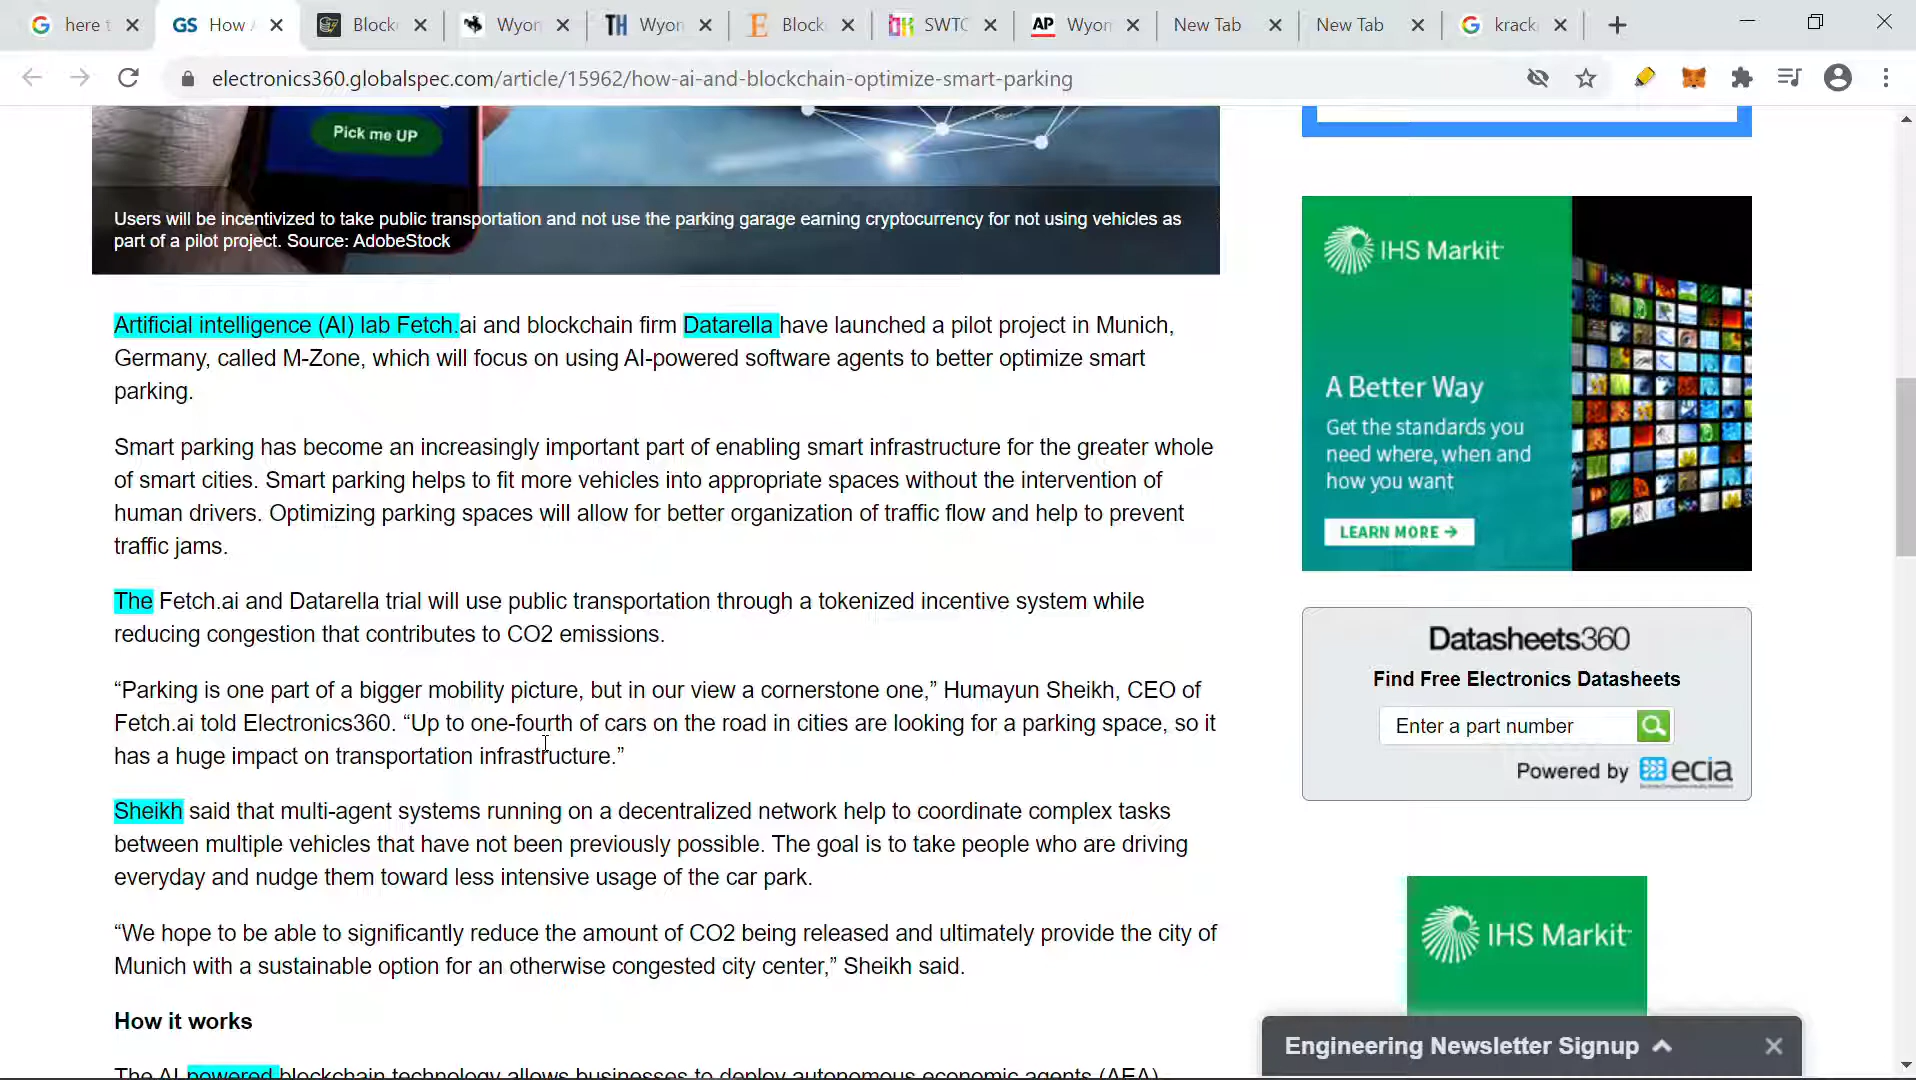 here t
GS How
Block
Wyon
TH Wyon
E Block
SWTC
AP Wyon
New Tab
New Tab
krack
electronics360.globalspec.com/article/15962/how-ai-and-blockchain-optimize-smart-parking
Pick me UP
Users will be incentivized to take public transportation and not use the parking garage earning cryptocurrency for not using vehicles as
part of a pilot project. Source: AdobeStock
Artificial intelligence (AI) lab Fetch.ai and blockchain firm Datarella have launched a pilot project in Munich,
Germany, called M-Zone, which will focus on using AI-powered software agents to better optimize smart
parking.
Smart parking has become an increasingly important part of enabling smart infrastructure for the greater whole
of smart cities. Smart parking helps to fit more vehicles into appropriate spaces without the intervention of
human drivers. Optimizing parking spaces will allow for better organization of traffic flow and help to prevent
traffic jams.
The Fetch.ai and Datarella trial will use public transportation through a tokenized incentive system while
reducing congestion that contributes to CO2 emissions.
“Parking is one part of a bigger mobility picture, but in our view a cornerstone one,” Humayun Sheikh, CEO of
Fetch.ai told Electronics360. “Up to one-fourth of cars on the road in cities are looking for a parking space, so it
has a huge impact on transportation infrastructure.”
Sheikh said that multi-agent systems running on a decentralized network help to coordinate complex tasks
between multiple vehicles that have not been previously possible. The goal is to take people who are driving
everyday and nudge them toward less intensive usage of the car park.
“We hope to be able to significantly reduce the amount of CO2 being released and ultimately provide the city of
Munich with a sustainable option for an otherwise congested city center,” Sheikh said.
How it works
The AI powered blockchain technology allows businesses to deploy autonomous economic agents (AEA)
IHS Markit
A Better Way
Get the standards you
need where, when and
how you want
LEARN MORE →
Datasheets360
Find Free Electronics Datasheets
Enter a part number
Powered by ecia
IHS Markit
Engineering Newsletter Signup